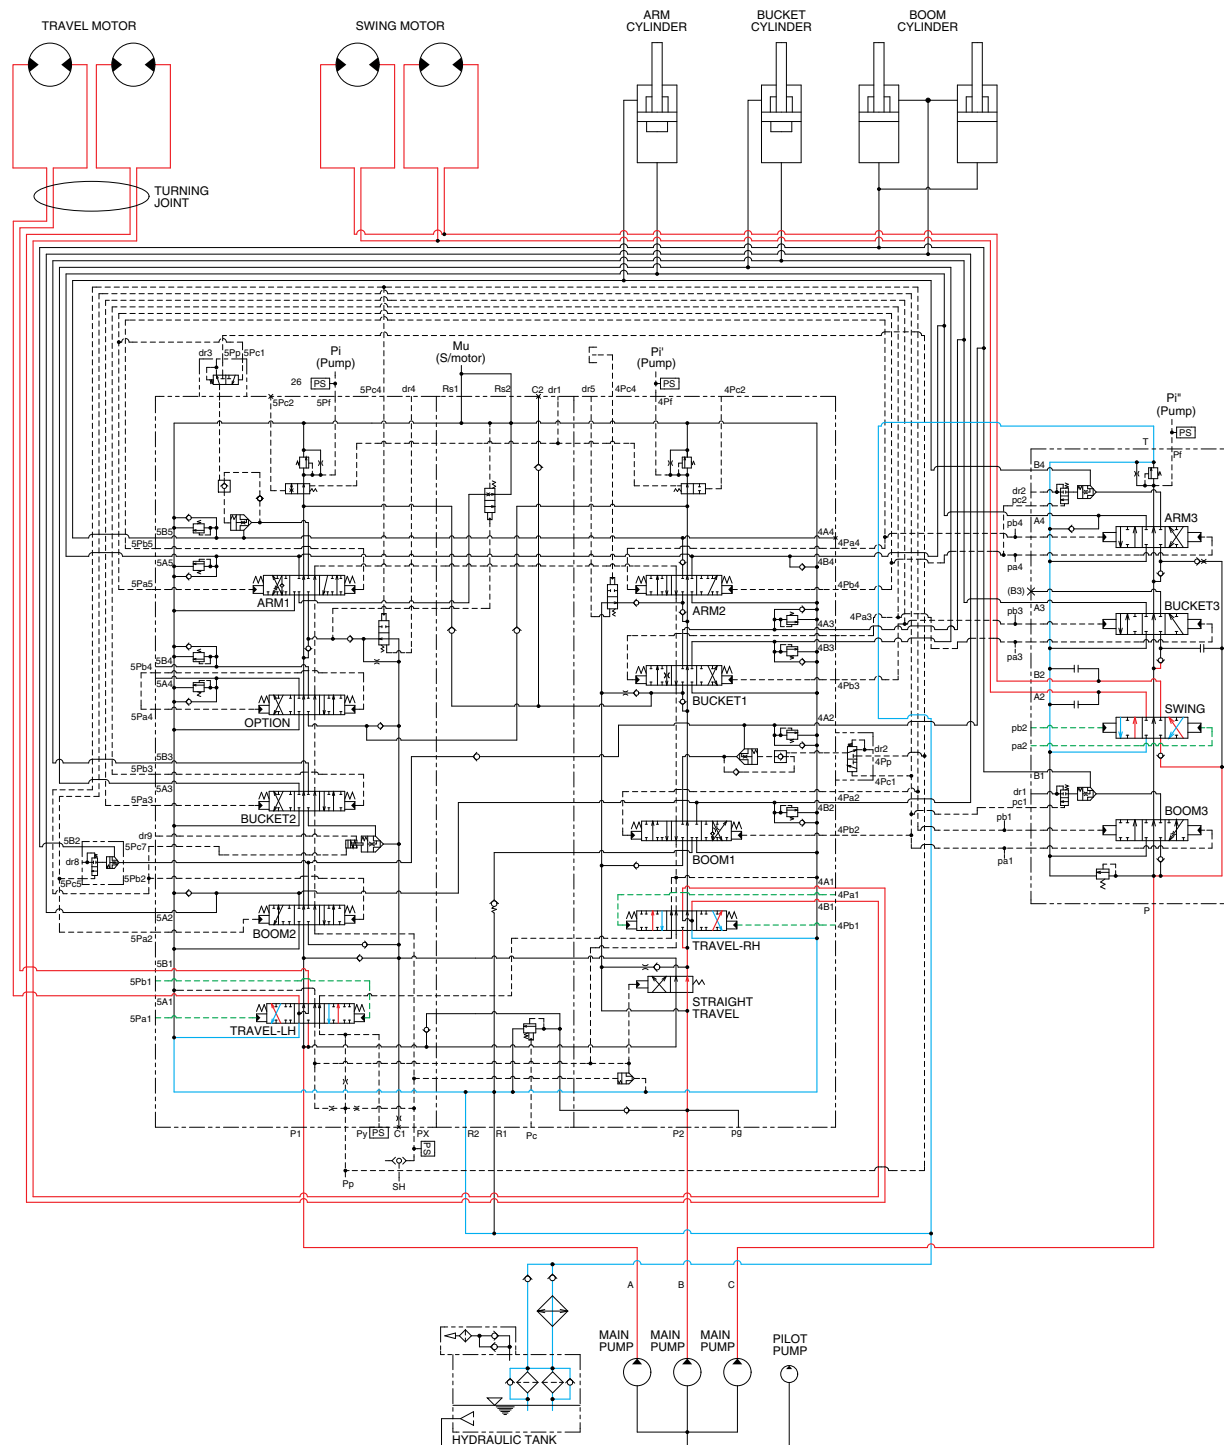 TRAVEL MOTOR
SWING MOTOR
ARM
CYLINDER
BUCKET
CYLINDER
BOOM
CYLINDER
TURNING
JOINT
dr3
5Pp
5Pc1
26
PS
Pi
(Pump)
5Pc2
5Pf
5Pc4
dr4
Mu
(S/motor)
Rs1
Rs2
C2
dr1
dr5
4Pc4
Pi'
(Pump)
PS
4Pf
4Pc2
Pi"
(Pump)
PS
T
Pf
B4
dr2
pc2
A4
pb4
ARM3
pa4
(B3)
A3
pb3
BUCKET3
pa3
B2
A2
SWING
pb2
pa2
B1
dr1
pc1
pb1
BOOM3
pa1
P
5B5
5Pb5
5A5
5Pa5
ARM1
4A4
4Pa4
4B4
4Pb4
ARM2
4Pa3
4A3
4B3
4Pb3
BUCKET1
5B4
5Pb4
5A4
5Pa4
OPTION
4A2
dr2
4Pp
4Pc1
5B3
5Pb3
5A3
5Pa3
BUCKET2
4Pa2
4B2
4Pb2
BOOM1
dr9
5B2
5Pc7
dr8
5Pc5
5Pb2
5A2
5Pa2
BOOM2
4A1
4Pa1
4B1
4Pb1
TRAVEL-RH
5B1
5Pb1
5A1
5Pa1
TRAVEL-LH
STRAIGHT
TRAVEL
P1
Py
PS
C1
PX
R2
R1
Pc
P2
pg
PS
Pp
SH
A
B
C
MAIN
PUMP
MAIN
PUMP
MAIN
PUMP
PILOT
PUMP
HYDRAULIC TANK